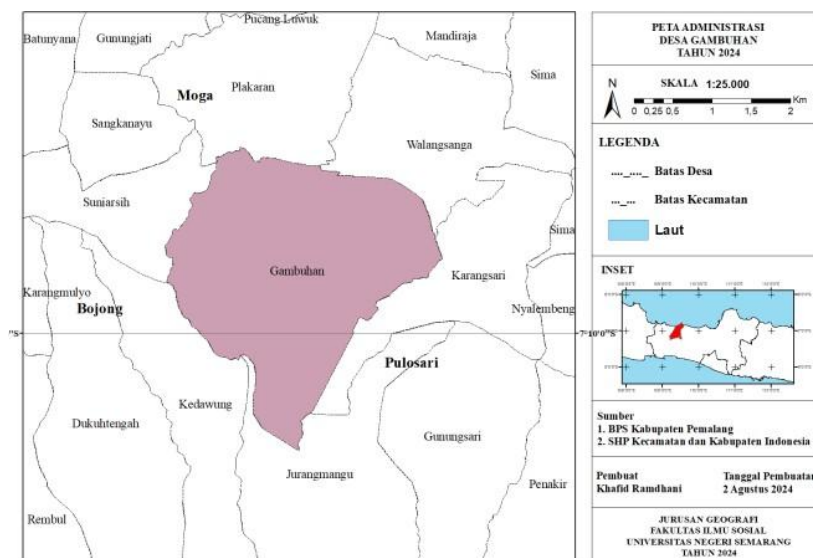 Pucang Luwuk
Batunyana
Gunungjati
Mandiraja
Sima
Plakaran
Moga
Sangkanayu
Walangsanga
Suniarsih
Sima
Gambuhan
Karangsari
Karangmulyo
Bojong
Nyalembeng
"S
7°10'0"S
Pulosari
Kedawung
Dukuhtengah
Gunungsari
Jurangmangu
Penakir
Rembul
PETA ADMINISTRASI
DESA GAMBUHAN
TAHUN 2024
N
SKALA 1:25.000
Km
0 0,25 0,5 1 1,5 2
LEGENDA
Batas Desa
Batas Kecamatan
Laut
INSET
Sumber
1. BPS Kabupaten Pemalang
2. SHP Kecamatan dan Kabupaten Indonesia
Pembuat
Khafid Ramdhani
Tanggal Pembuatan
2 Agustus 2024
JURUSAN GEOGRAFI
FAKULTAS ILMU SOSIAL
UNIVERSITAS NEGERI SEMARANG
TAHUN 2024